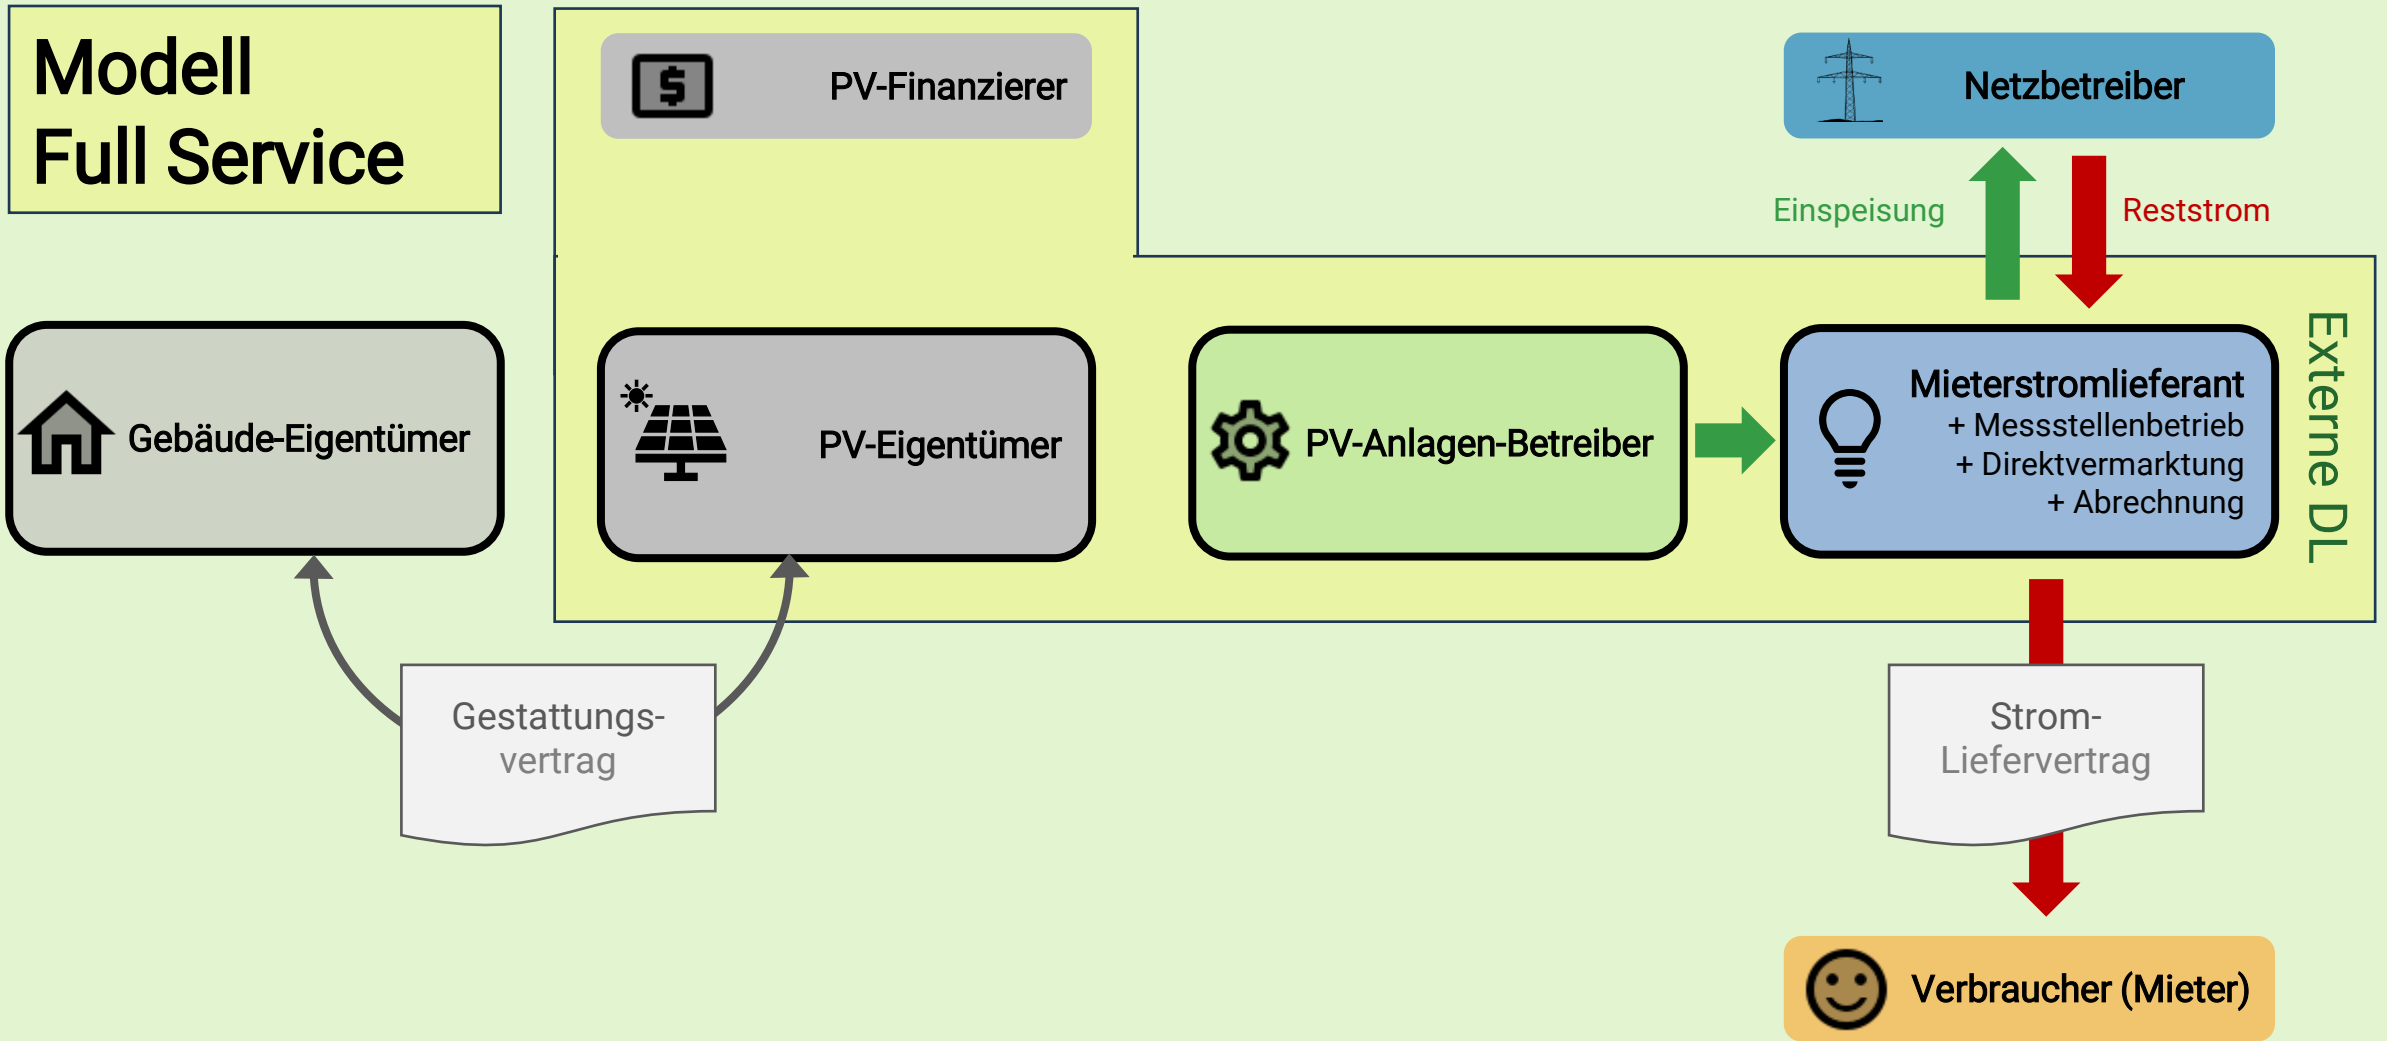 Modell
Full Service
PV-Finanzierer
Netzbetreiber
Einspeisung
Reststrom
Gebäude-Eigentümer
PV-Eigentümer
PV-Anlagen-Betreiber
Mieterstromlieferant
+ Messstellenbetrieb
+ Direktvermarktung
+ Abrechnung
Externe DL
Gestattungs-
vertrag
Strom-
Liefervertrag
Verbraucher (Mieter)